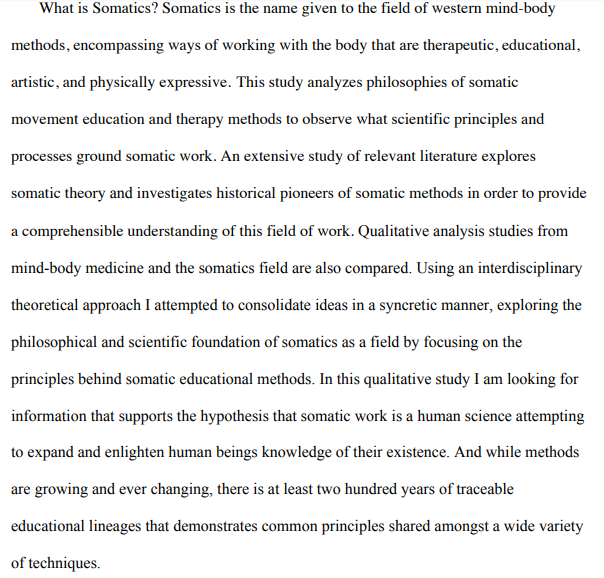 What is Somatics? Somatics is the name given to the field of western mind-body
methods, encompassing ways of working with the body that are therapeutic, educational,
artistic, and physically expressive. This study analyzes philosophies of somatic
movement education and therapy methods to observe what scientific principles and
processes ground somatic work. An extensive study of relevant literature explores
somatic theory and investigates historical pioneers of somatic methods in order to provide
a comprehensible understanding of this field of work. Qualitative analysis studies from
mind-body medicine and the somatics field are also compared. Using an interdisciplinary
theoretical approach I attempted to consolidate ideas in a syncretic manner, exploring the
philosophical and scientific foundation of somatics as a field by focusing on the
principles behind somatic educational methods. In this qualitative study I am looking for
information that supports the hypothesis that somatic work is a human science attempting
to expand and enlighten human beings knowledge of their existence. And while methods
are growing and ever changing, there is at least two hundred years of traceable
educational lineages that demonstrates common principles shared amongst a wide variety
of techniques.